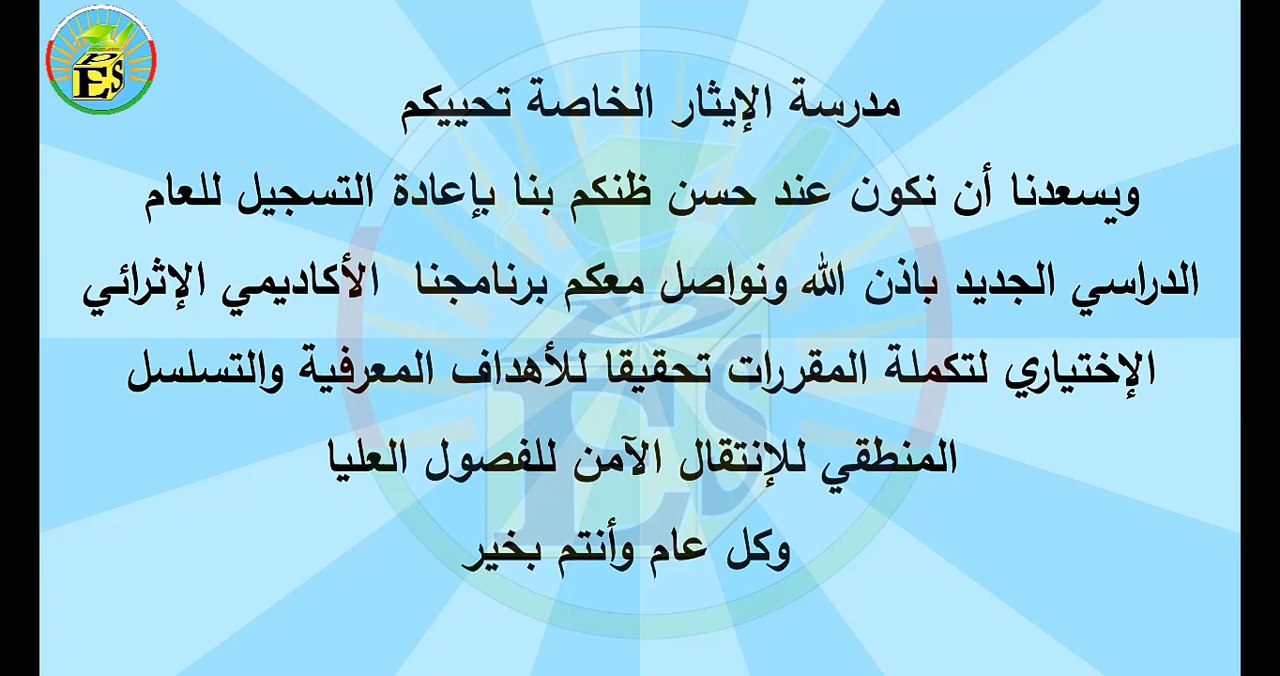 ES
مدرسة الإيثار الخاصة تحييكم
ويسعدنا أن نكون عند حسن ظنكم بنا بإعادة التسجيل للعام
الدراسي الجديد باذن الله ونواصل معكم برنامجنا الأكاديمي الإثرائي
الإختياري لتكملة المقررات تحقيقا للأهداف المعرفية والتسلسل
المنطقي للإنتقال الآمن للفصول العليا
وكل عام وأنتم بخير